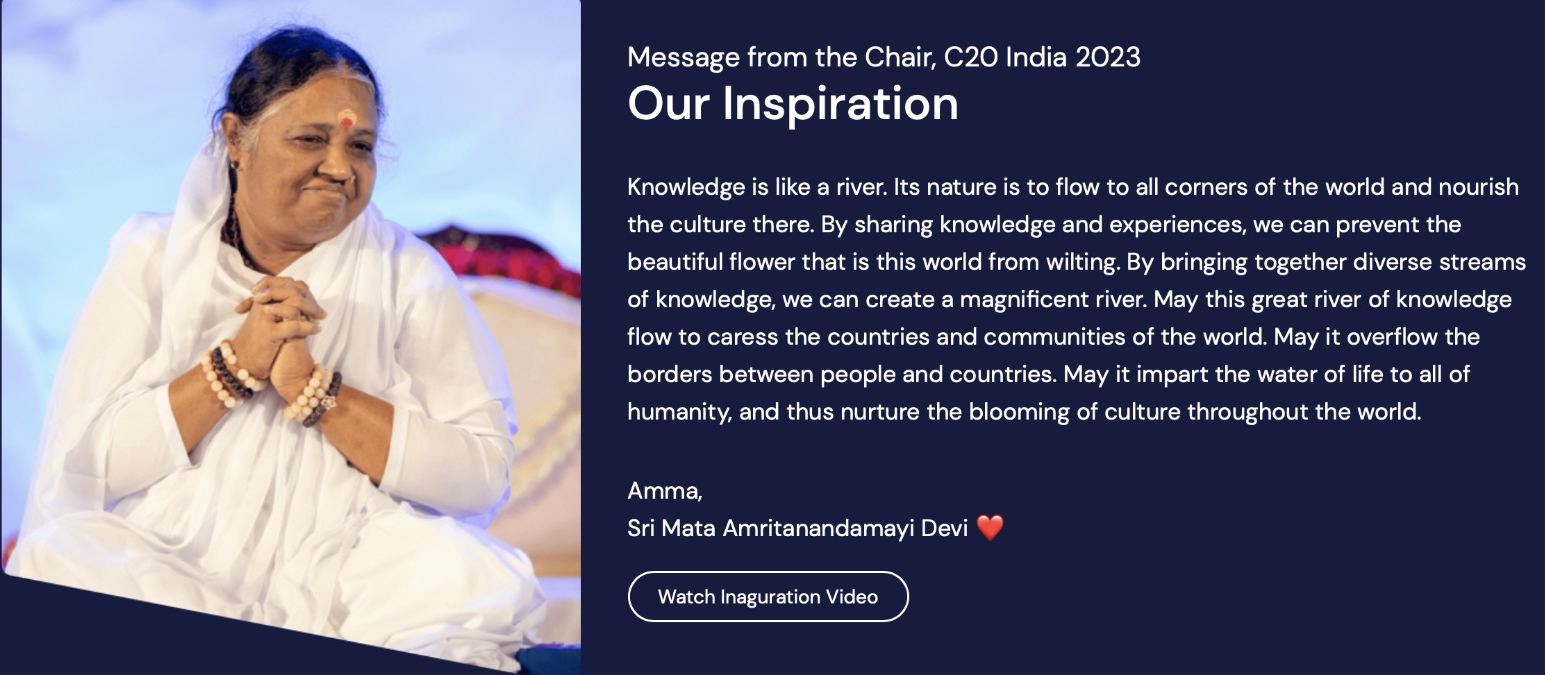 Message from the Chair, C20 India 2023
Our Inspiration
Knowledge is like a river. Its nature is to flow to all corners of the world and nourish
the culture there. By sharing knowledge and experiences, we can prevent the
beautiful flower that is this world from wilting. By bringing together diverse streams
of knowledge, we can create a magnificent river. May this great river of knowledge
flow to caress the countries and communities of the world. May it overflow the
borders between people and countries. May it impart the water of life to all of
humanity, and thus nurture the blooming of culture throughout the world.
Amma,
Sri Mata Amritanandamayi Devi ❤️
Watch Inaguration Video